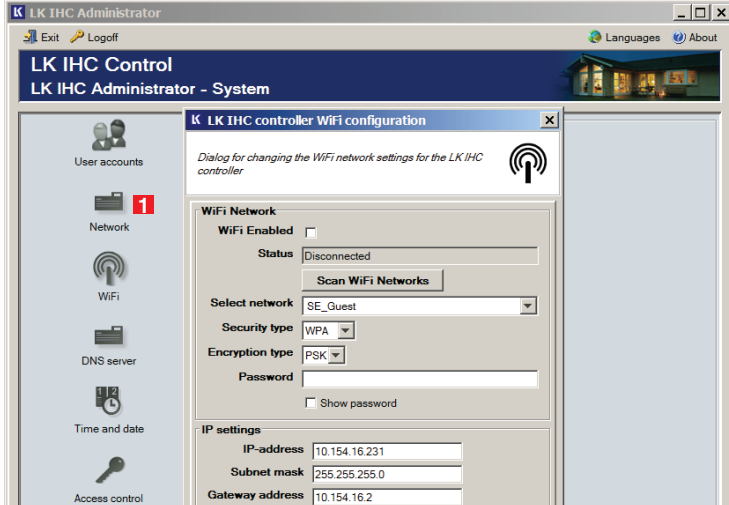 K LK IHC Administrator
Exit Logoff Languages About
LK IHC Control
LK IHC Administrator - System
User accounts
Network
1
WiFi
DNS server
1 2
Time and date
Access control
K LK IHC controller WiFi configuration
Dialog for changing the WiFi network settings for the LK IHC
controller
WiFi Network
WiFi Enabled
Status Disconnected
Scan WiFi Networks
Select network SE_Guest
Security type WPA
Encryption type PSK
Password
Show password
IP settings
IP-address 10.154.16.231
Subnet mask 255.255.255.0
Gateway address 10.154.16.2